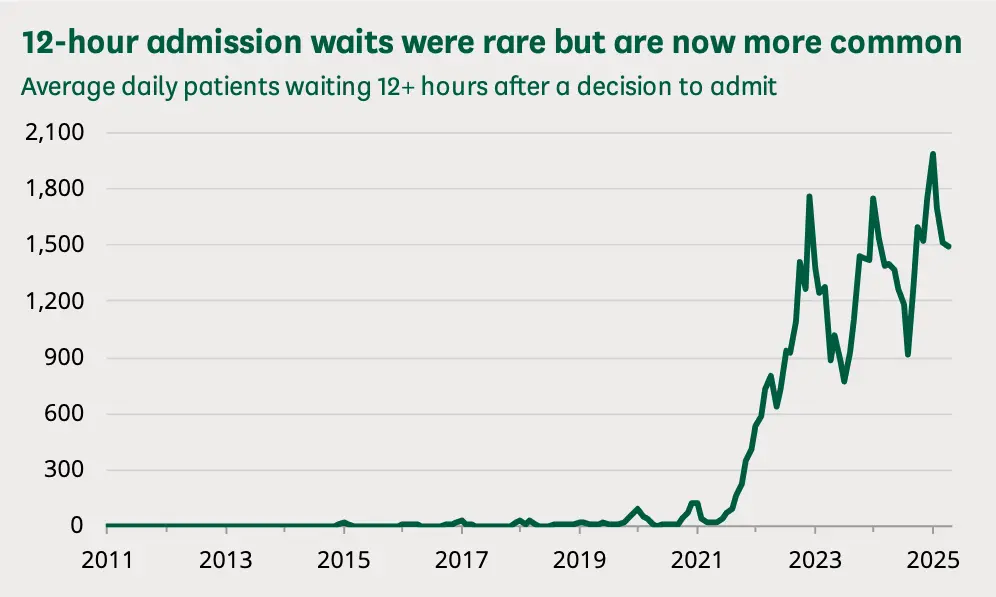 12-hour admission waits were rare but are now more common
Average daily patients waiting 12+ hours after a decision to admit
2,100
1,800
1,500
1,200
900
600
300
0
2011 2013 2015 2017 2019 2021 2023 2025